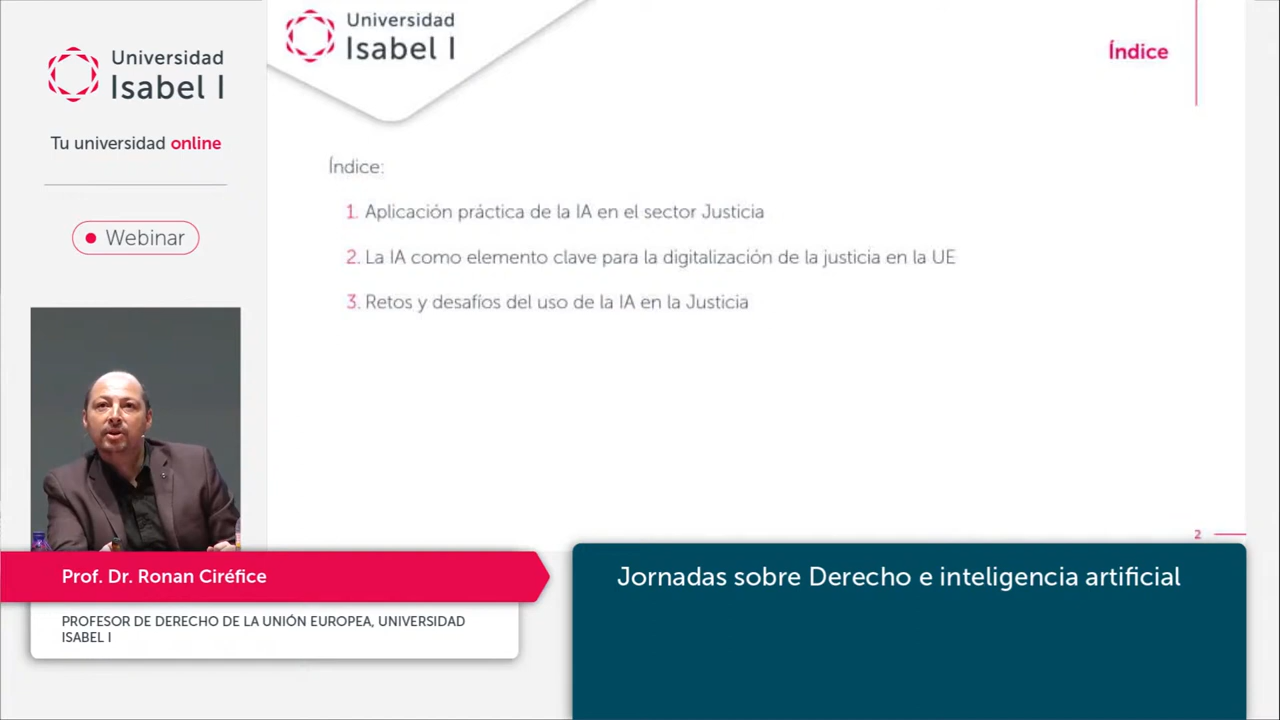 Universidad
Isabel I
Tu universidad online
Webinar
Universidad
Isabel I
Índice
Índice:
1. Aplicación práctica de la IA en el sector Justicia
2. La IA como elemento clave para la digitalización de la justicia en la UE
3. Retos y desafíos del uso de la IA en la Justicia
2
Prof. Dr. Ronan Ciréfice
PROFESOR DE DERECHO DE LA UNIÓN EUROPEA, UNIVERSIDAD
ISABEL I
Jornadas sobre Derecho e inteligencia artificial